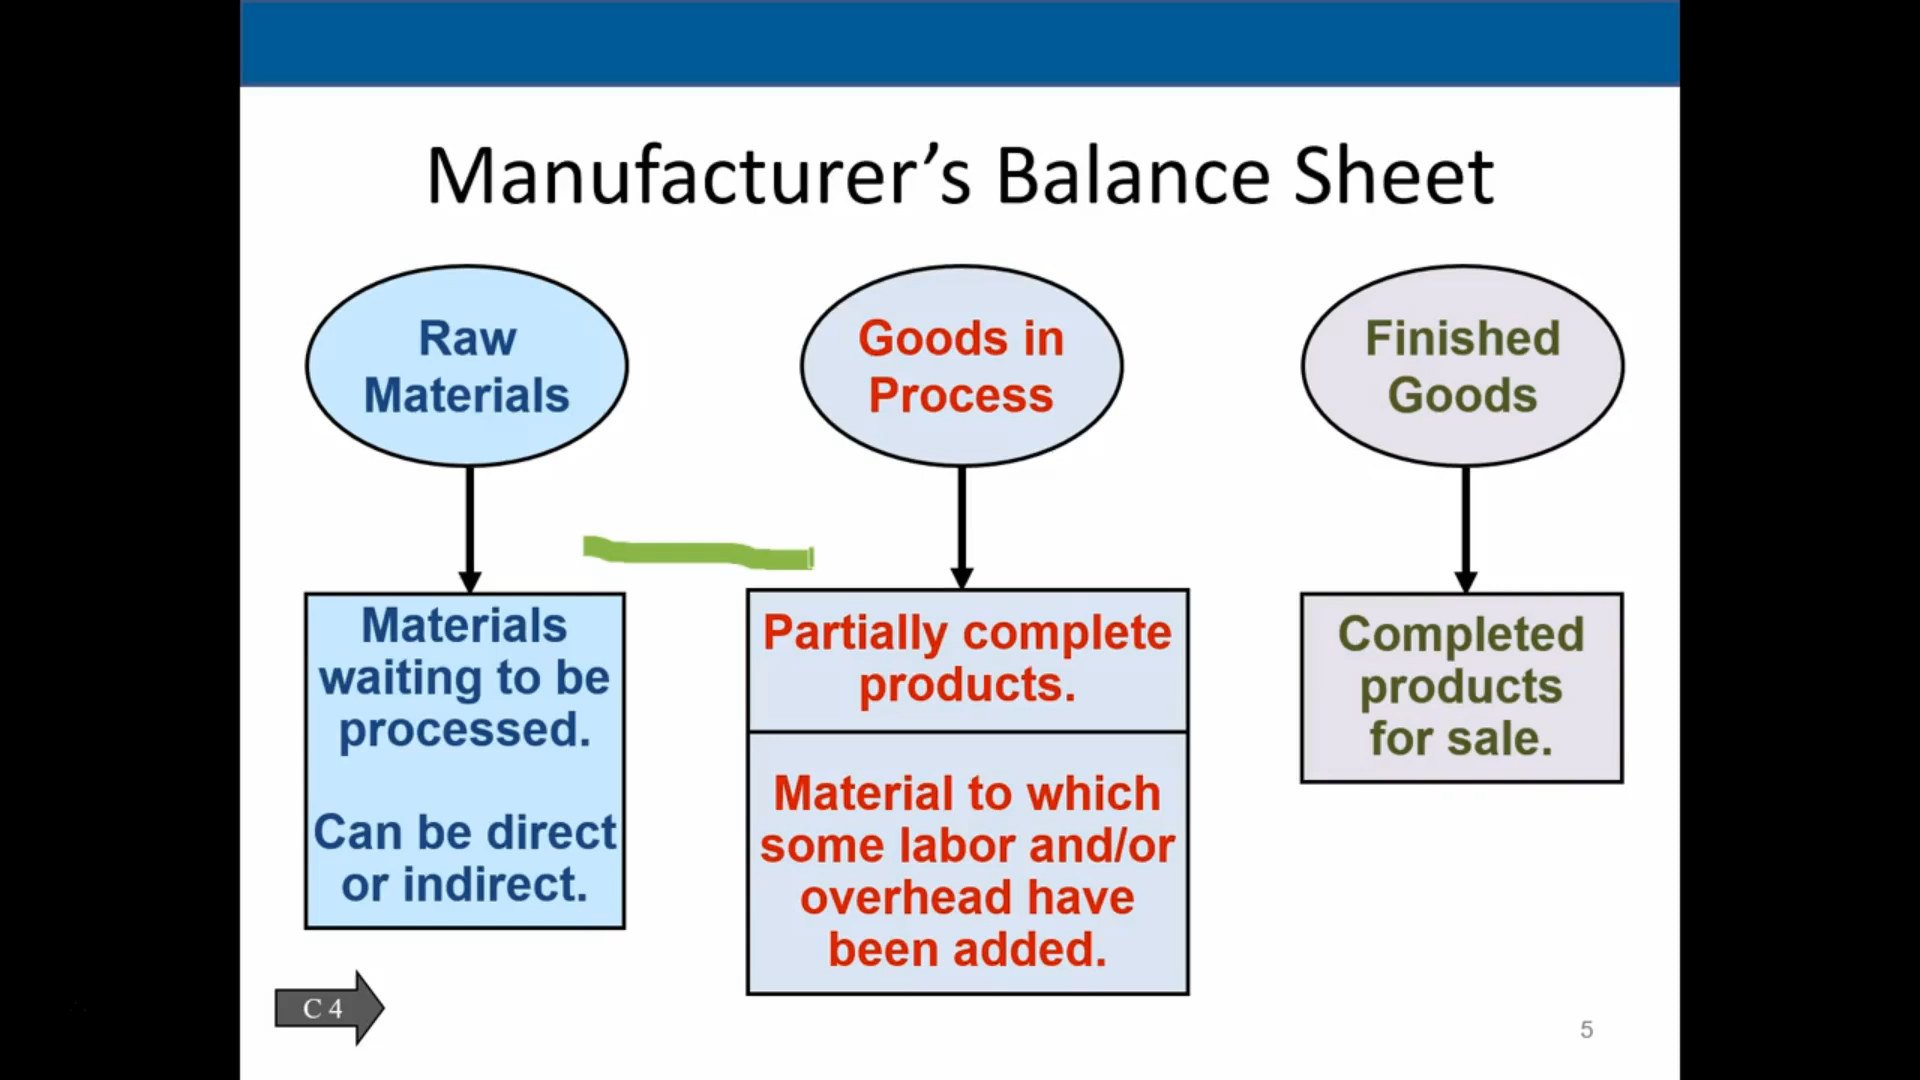 Manufacturer’s Balance Sheet
Raw
Materials
Goods in
Process
Finished
Goods
Materials
waiting to be
processed.
Can be direct
or indirect.
Partially complete
products.
Material to which
some labor and/or
overhead have
been added.
Completed
products
for sale.
C 4
5